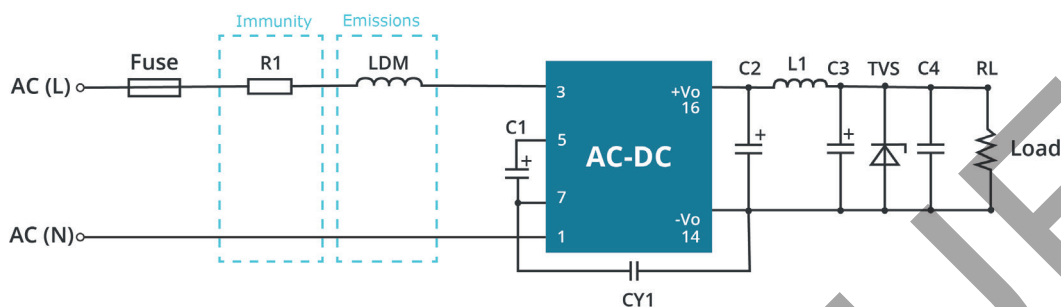 Immunity
Emissions
Fuse
R1
LDM
AC (L)
C1
3
5
7
1
AC-DC
+Vo
16
-Vo
14
C2
L1
C3
TVS
C4
RL
+
+
+
Load
AC (N)
CY1